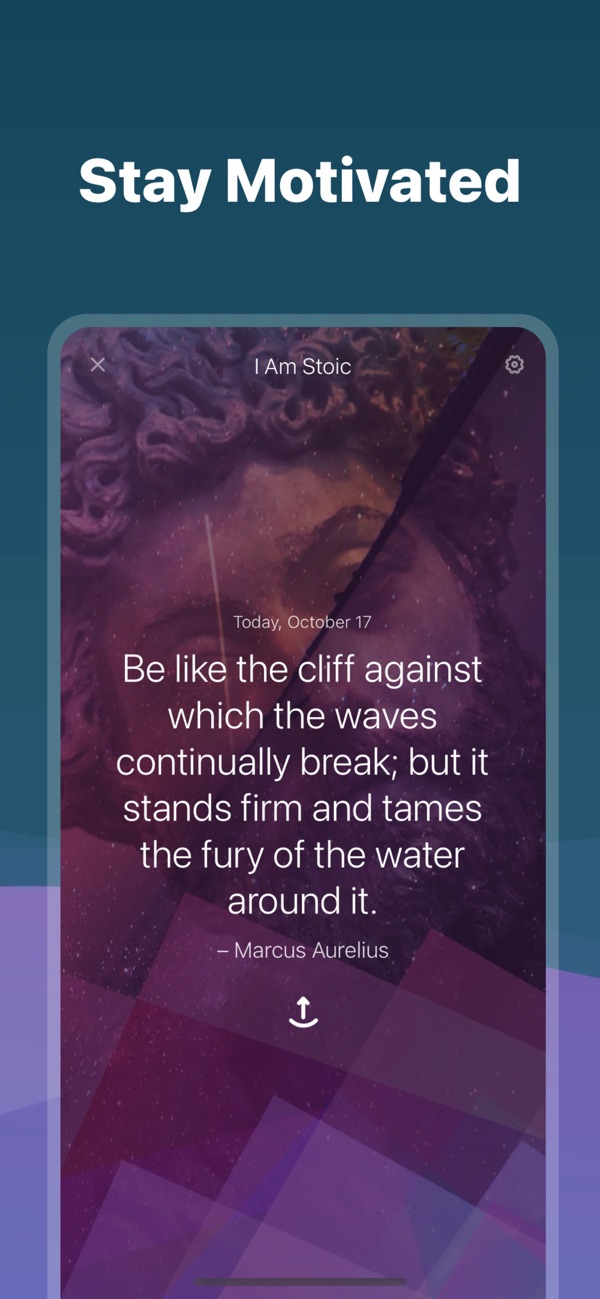 Stay Motivated
I Am Stoic
Today, October 17
Be like the cliff against
which the waves
continually break; but it
stands firm and tames
the fury of the water
around it.
– Marcus Aurelius